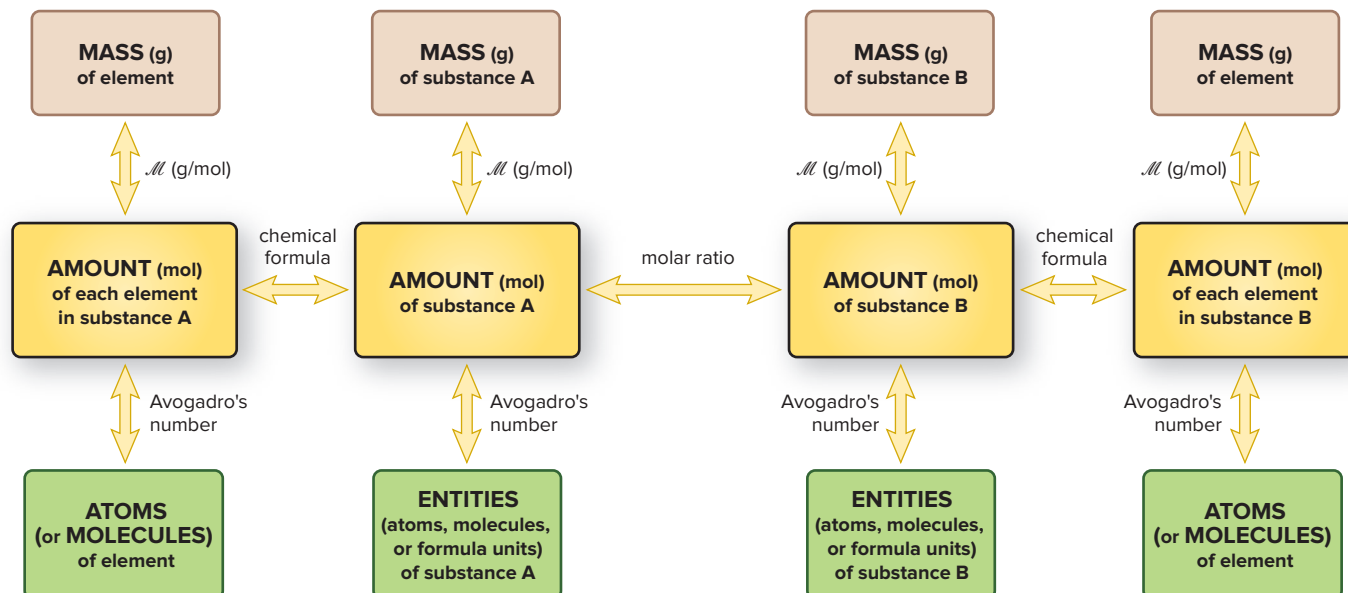 MASS (g)
of element
MASS (g)
of substance A
MASS (g)
of substance B
MASS (g)
of element
ℳ (g/mol)
ℳ (g/mol)
ℳ (g/mol)
ℳ (g/mol)
AMOUNT (mol)
of each element
in substance A
chemical
formula
AMOUNT (mol)
of substance A
molar ratio
AMOUNT (mol)
of substance B
chemical
formula
AMOUNT (mol)
of each element
in substance B
Avogadro's
number
Avogadro's
number
Avogadro's
number
Avogadro's
number
ATOMS
(or MOLECULES)
of element
ENTITIES
(atoms, molecules,
or formula units)
of substance A
ENTITIES
(atoms, molecules,
or formula units)
of substance B
ATOMS
(or MOLECULES)
of element